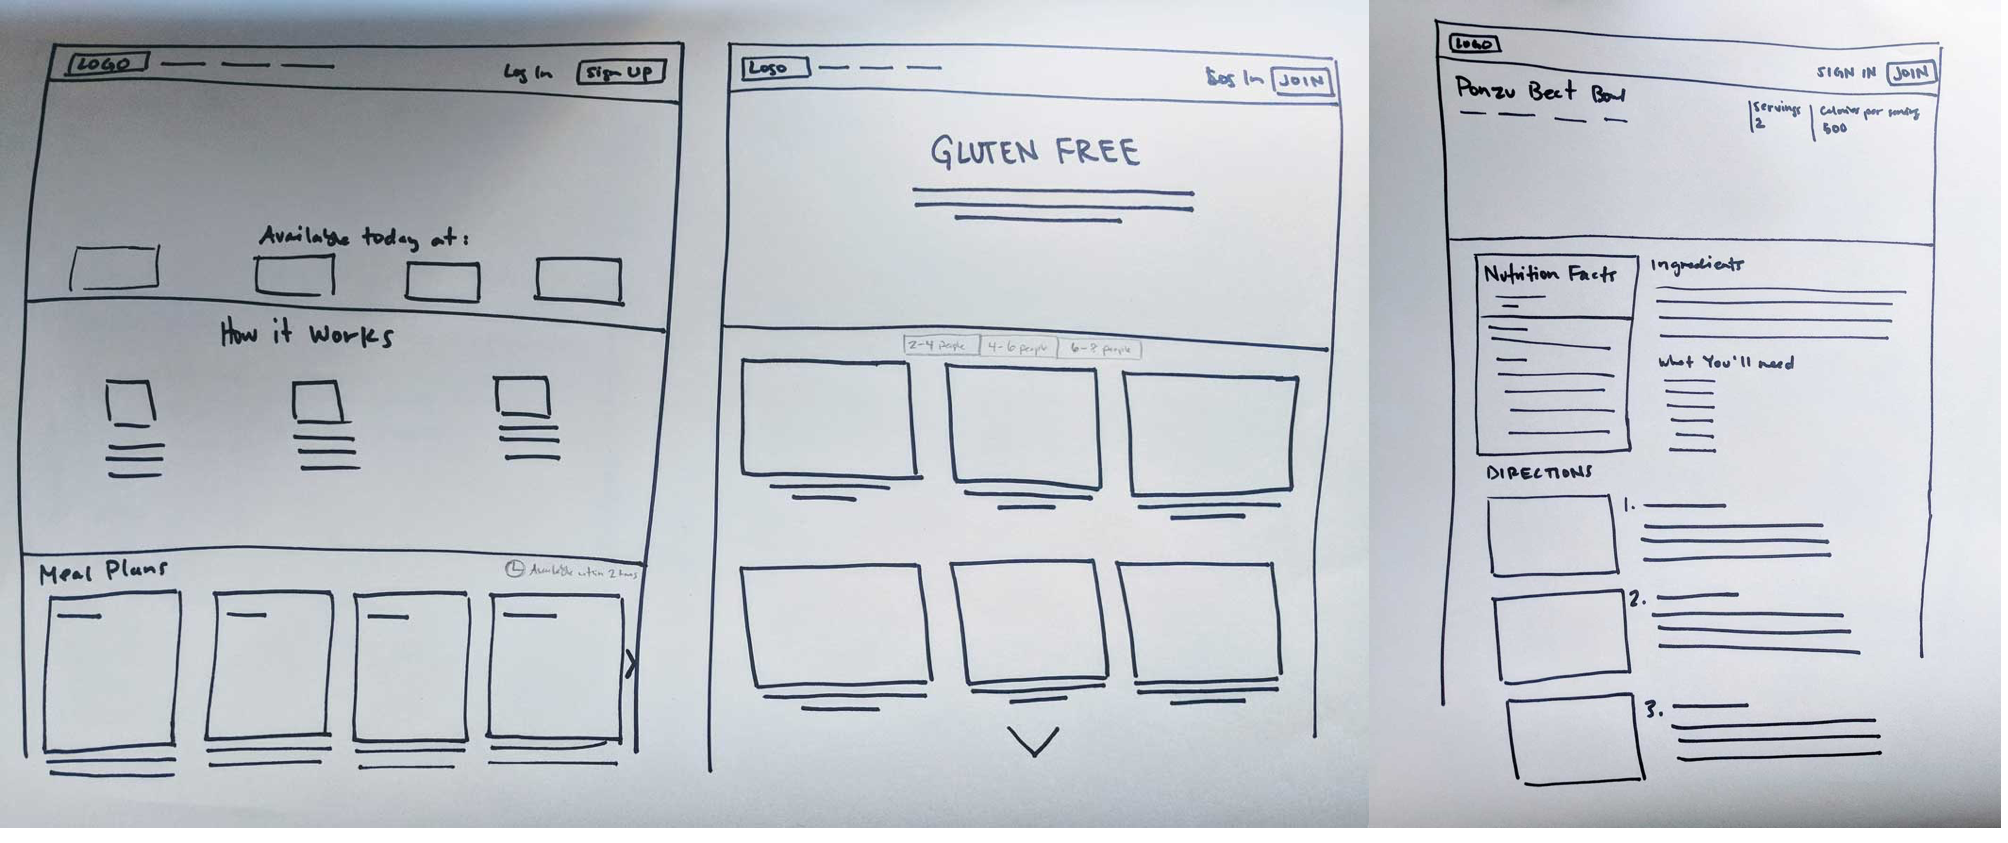 LOGO
Log In
Sign UP
Available today at:
How it works
Meal Plans
Available within 2 hours
LOGO
Log In
JOIN
GLUTEN FREE
2-4 people
4-6 people
6-8 people
LOGO
SIGN IN
JOIN
Ponzu Beet Bowl
Servings
2
Calories per serving
500
Nutrition Facts
Ingredients
What You'll need
DIRECTIONS
1.
2.
3.